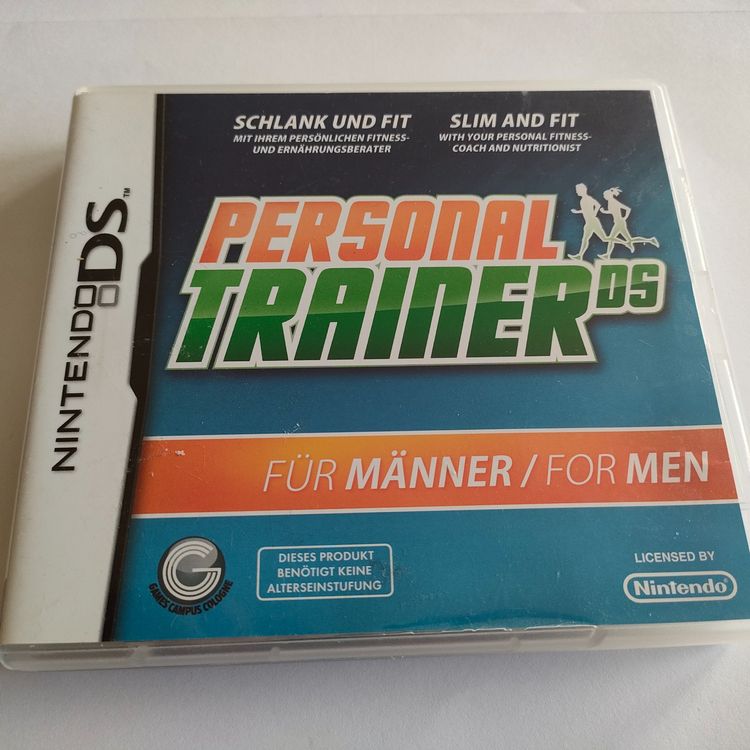 NINTENDO DS™
SCHLANK UND FIT
MIT IHREM PERSÖNLICHEN FITNESS-
UND ERNÄHRUNGSBERATER
SLIM AND FIT
WITH YOUR PERSONAL FITNESS-
COACH AND NUTRITIONIST
PERSONAL
TRAINER DS
FÜR MÄNNER / FOR MEN
GAMES CAMPUS COLOGNE
DIESES PRODUKT
BENÖTIGT KEINE
ALTERSEINSTUFUNG
LICENSED BY
Nintendo®